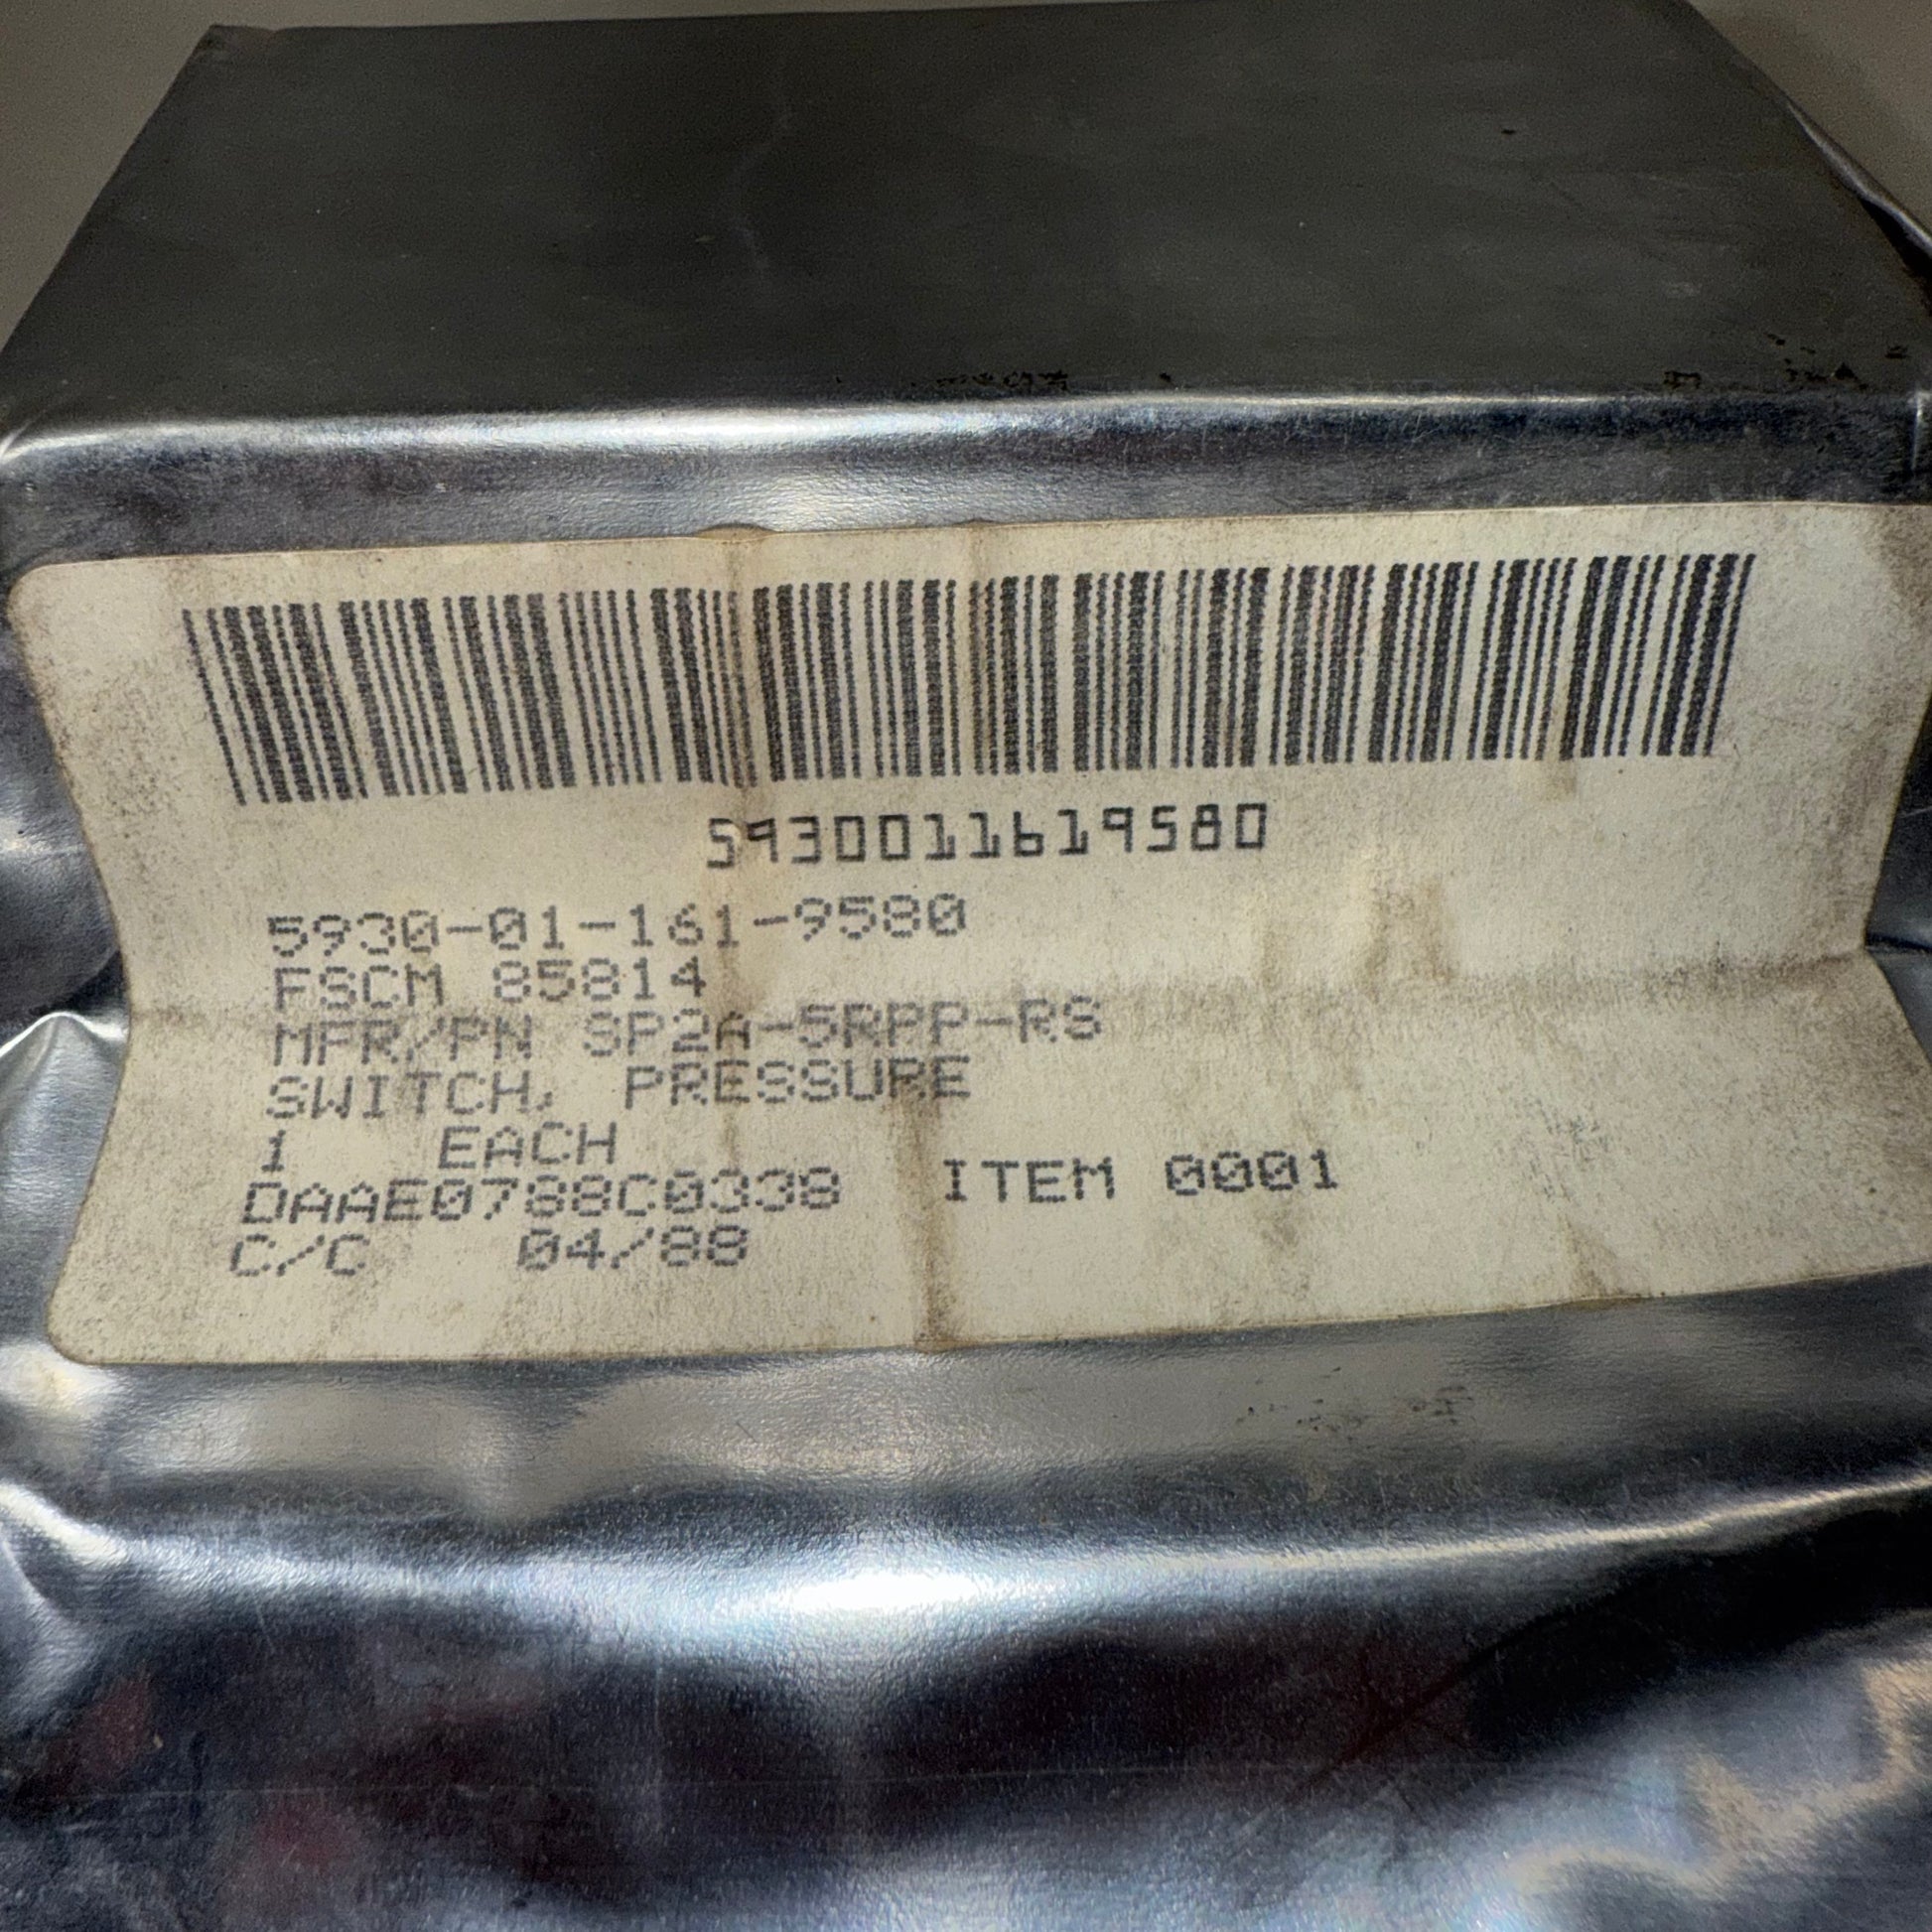 5930011619580
5930-01-161-9580
FSCM 85814
MFR/PN SP2A-5RPP-RS
SWITCH, PRESSURE
1 EACH
DAAE0788C0338 ITEM 0001
C/C 04/88